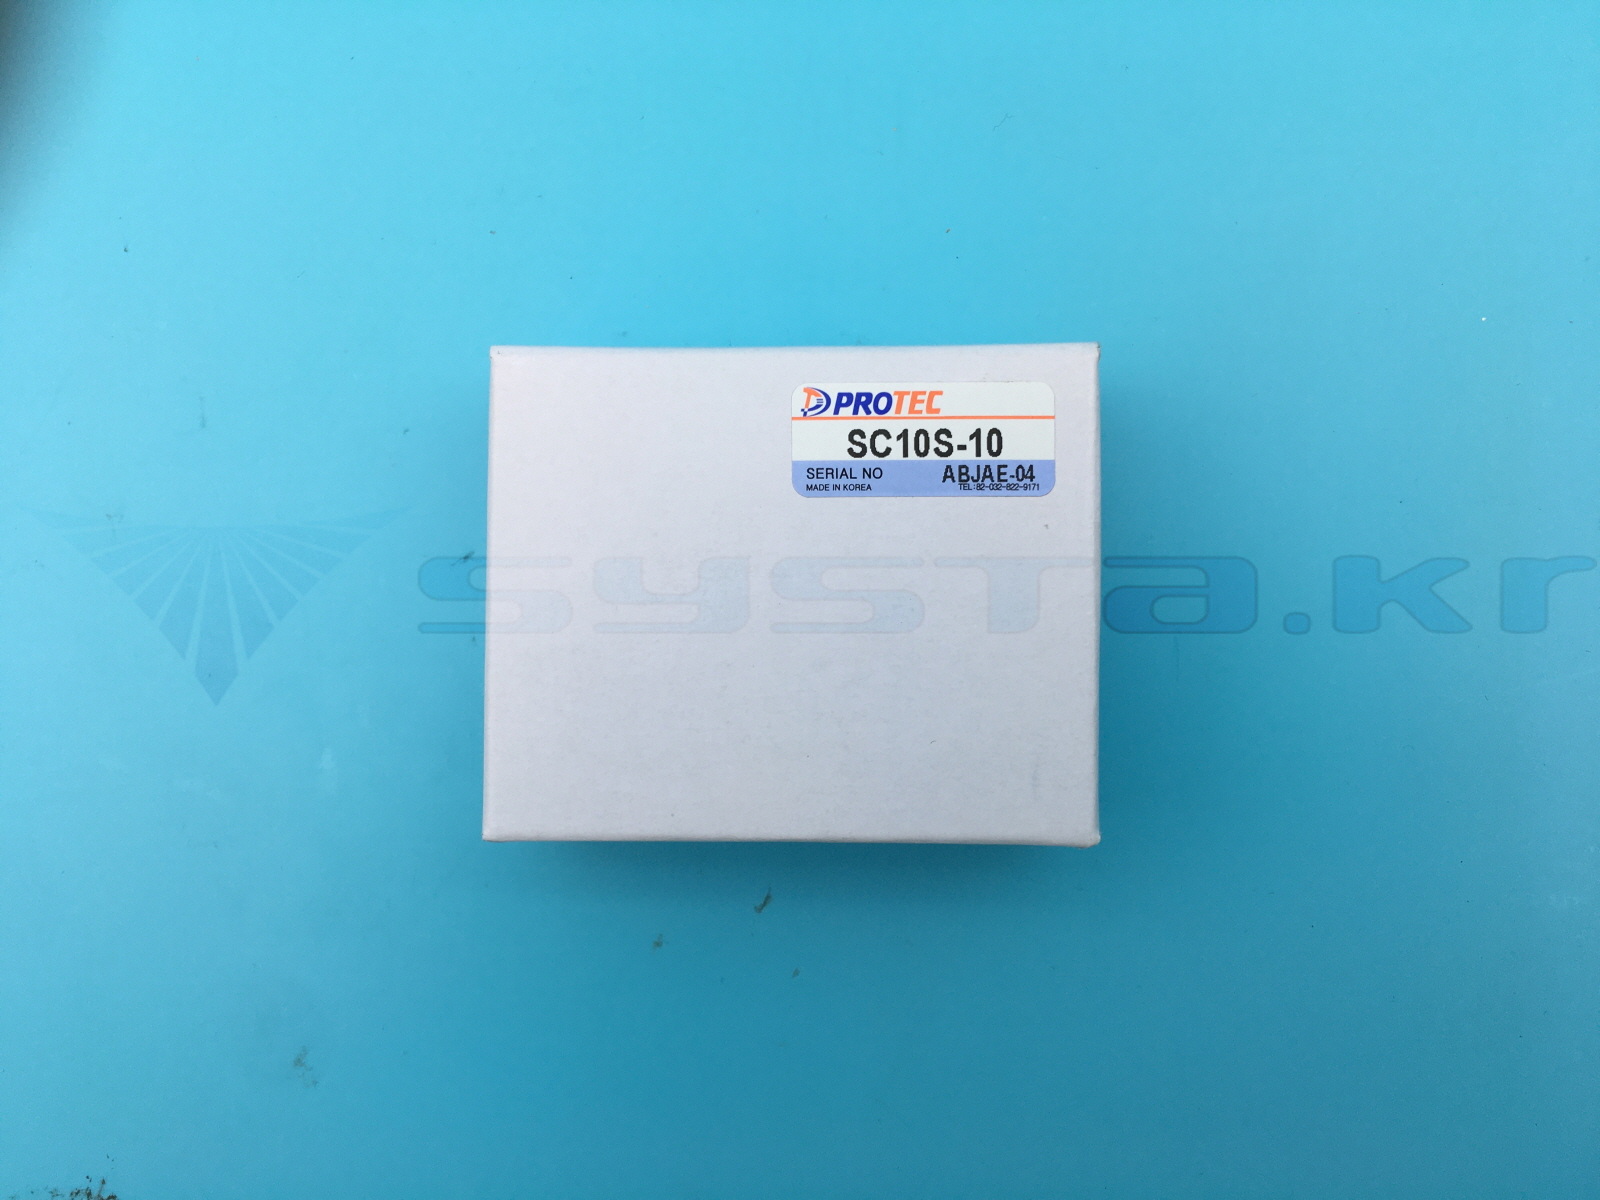 PROTEC
SC10S-10
SERIAL NO ABJAE-04
MADE IN KOREA TEL:82-032-822-9171
systa.kr